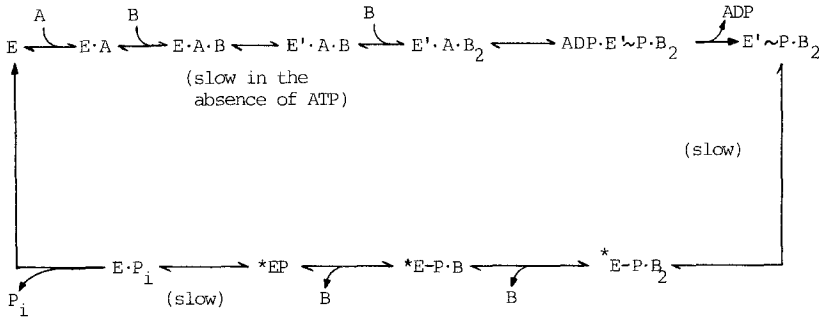 A B B ADP
E E·A E·A·B E'·A·B E'·A·B₂ ADP·E'~P·B₂ E'~P·B₂
(slow in the
absence of ATP)
(slow)
E·Pᵢ *EP *E-P·B *E-P·B₂
Pᵢ (slow) B B